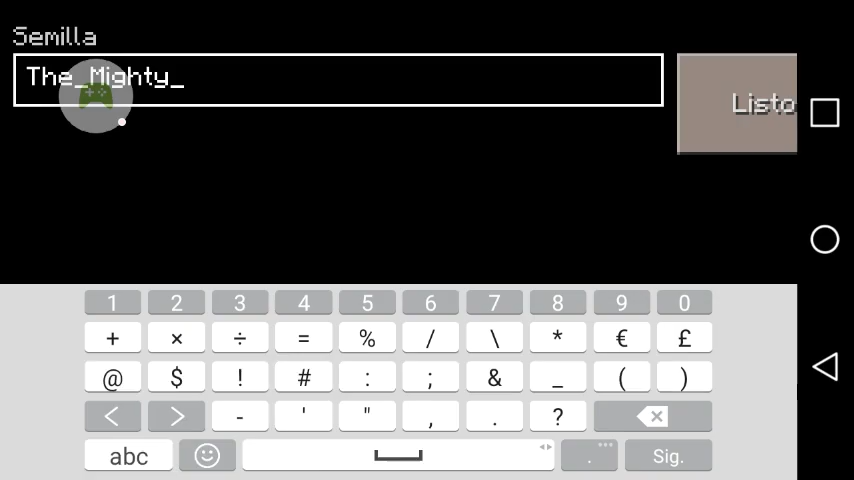 Semilla
The_Mighty_
Listo
1 2 3 4 5 6 7 8 9 0
+ × ÷ = % / \ * € £
@ $ ! # : ; & _ ( )
< > - ' " , . ?
abc . Sig.